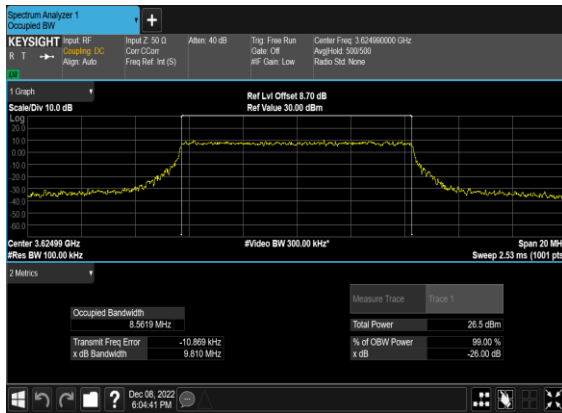 Spectrum Analyzer 1
Occupied BW
KEYSIGHT Input: RF Input Z: 50 Ω Atten: 40 dB Trig: Free Run Center Freq: 3.624990000 GHz
R T Coupling: DC Corr CCorr Gate: Off Avg|Hold: 500/500
Align: Auto Freq Ref: Int (S) #IF Gain: Low Radio Std: None
1 Graph
Ref Lvl Offset 8.70 dB
Scale/Div 10.0 dB Ref Value 30.00 dBm
Log
20.0
10.0
0.00
-10.0
-20.0
-30.0
-40.0
-50.0
-60.0
Center 3.62499 GHz #Video BW 300.00 kHz* Span 20 MH
#Res BW 100.00 kHz Sweep 2.53 ms (1001 pts
2 Metrics
Measure Trace Trace 1
Occupied Bandwidth
8.5619 MHz Total Power 26.5 dBm
Transmit Freq Error -10.869 kHz % of OBW Power 99.00 %
x dB Bandwidth 9.810 MHz x dB -26.00 dB
? Dec 08, 2022
6:04:41 PM